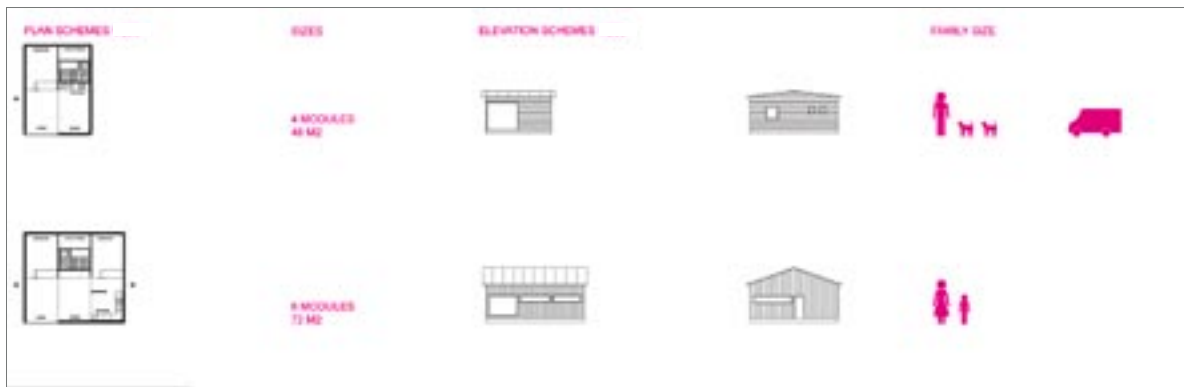 PLAN SCHEMES
SIZES
ELEVATION SCHEMES
FAMILY SIZE
4 MODULES
48 M2
6 MODULES
72 M2